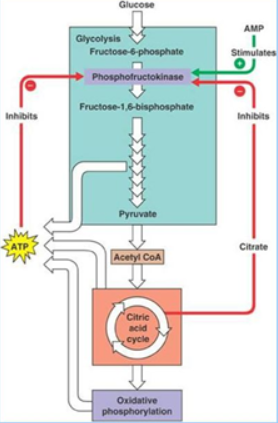 Glucose
AMP
Glycolysis
Fructose-6-phosphate
Stimulates
+
Phosphofructokinase
–
–
Fructose-1,6-bisphosphate
Inhibits
Inhibits
Pyruvate
ATP
Citrate
Acetyl CoA
Citric
acid
cycle
Oxidative
phosphorylation